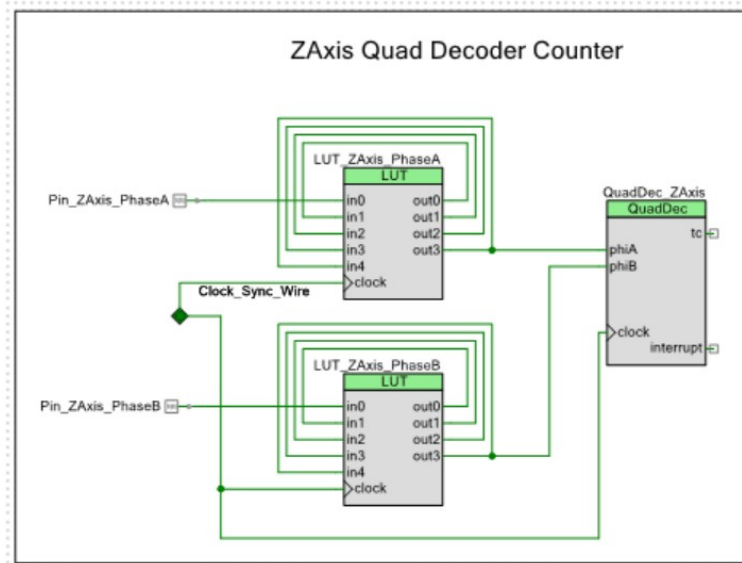 ZAxis Quad Decoder Counter
LUT_ZAxis_PhaseA
LUT
Pin_ZAxis_PhaseA
in0 out0
in1 out1
in2 out2
in3 out3
in4
clock
Clock_Sync_Wire
QuadDec_ZAxis
QuadDec
tc
phiA
phiB
clock
interrupt
LUT_ZAxis_PhaseB
LUT
Pin_ZAxis_PhaseB
in0 out0
in1 out1
in2 out2
in3 out3
in4
clock